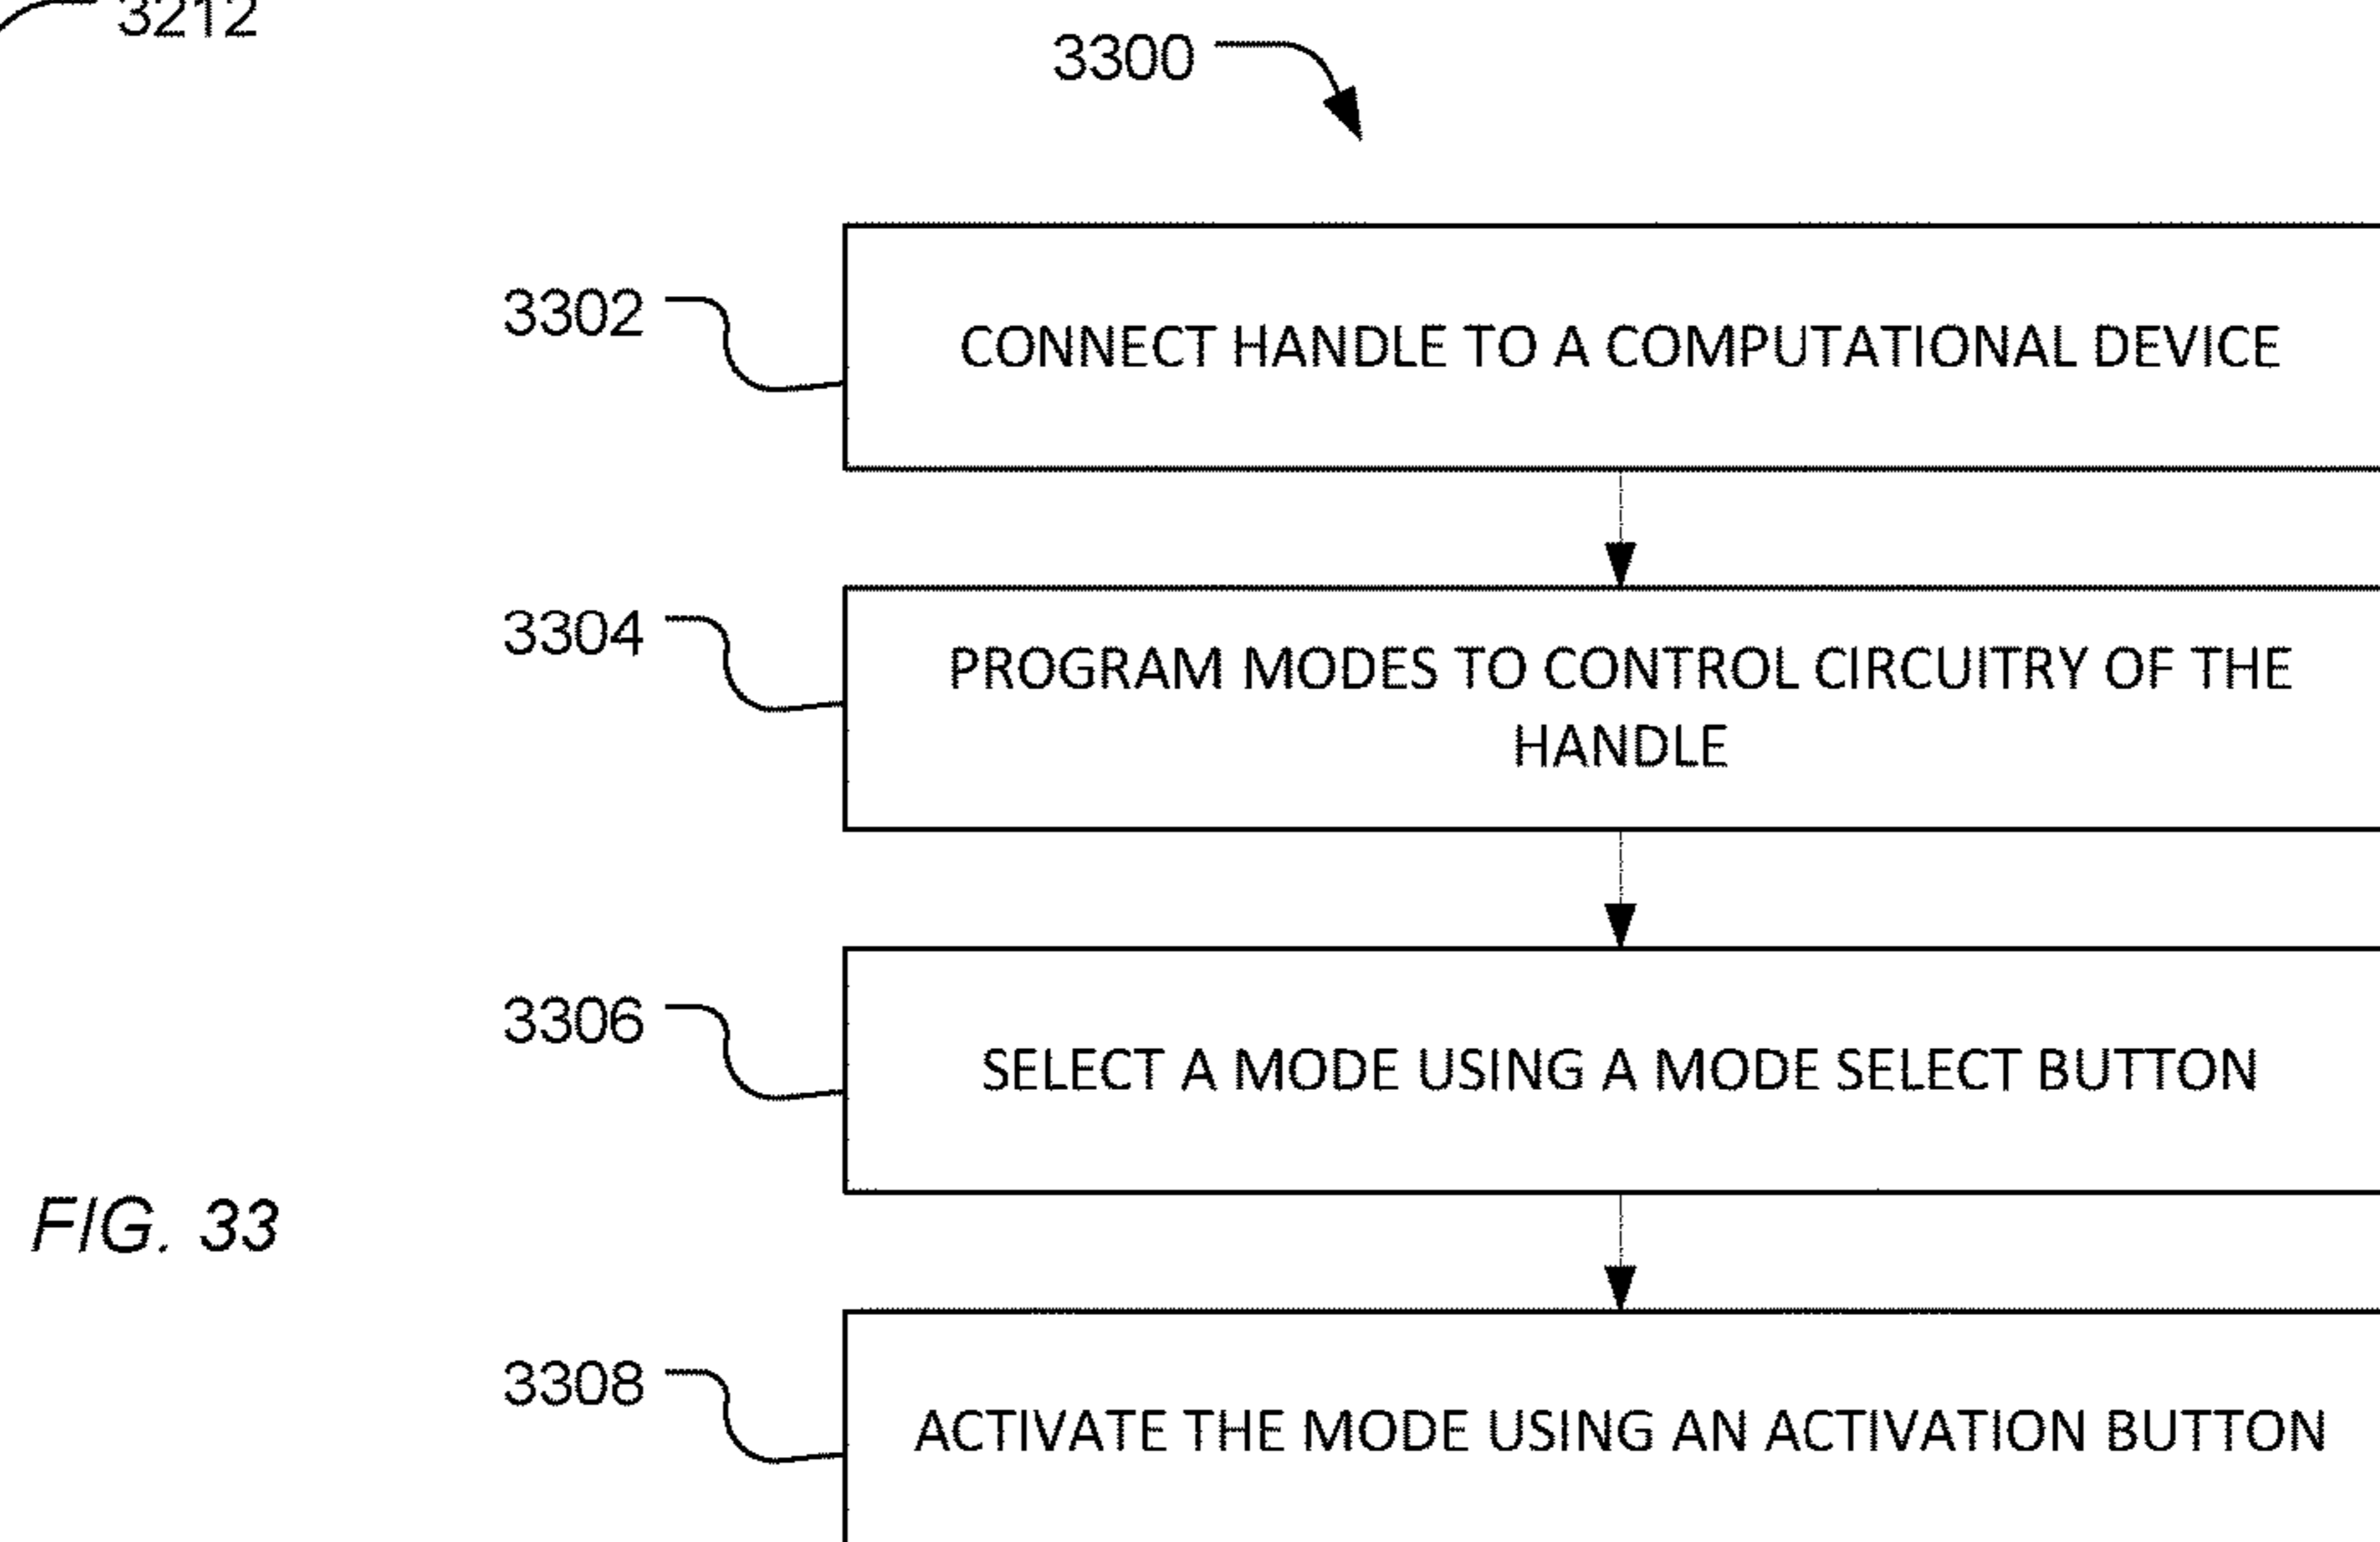 3212
3300
3302
CONNECT HANDLE TO A COMPUTATIONAL DEVICE
3304
PROGRAM MODES TO CONTROL CIRCUITRY OF THE
HANDLE
3306
SELECT A MODE USING A MODE SELECT BUTTON
FIG. 33
3308
ACTIVATE THE MODE USING AN ACTIVATION BUTTON